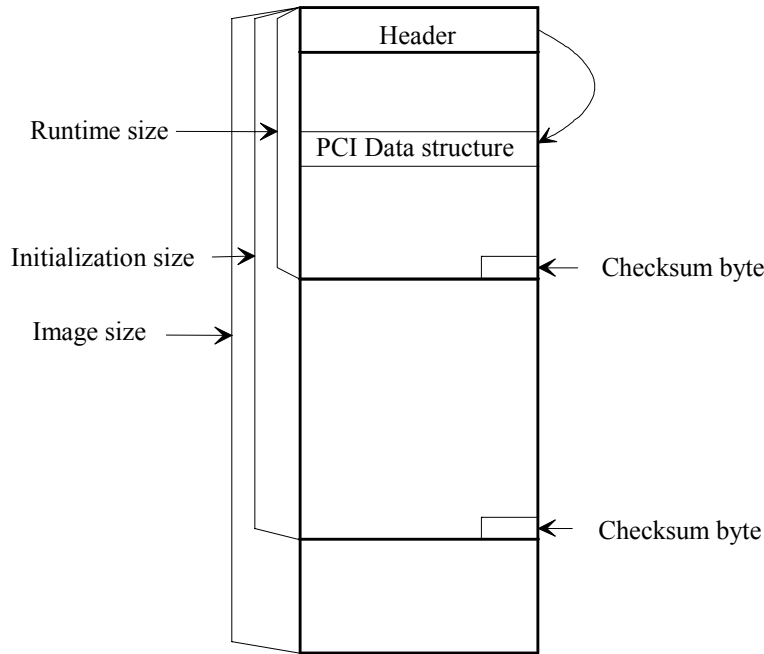 Header
Runtime size
PCI Data structure
Initialization size
Checksum byte
Image size
Checksum byte